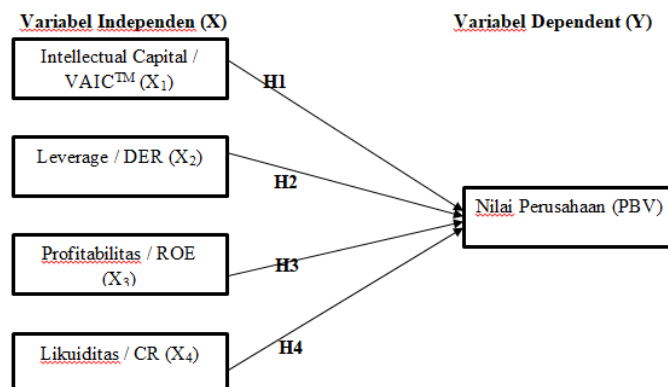 Variabel Independen (X)
Variabel Dependent (Y)
Intellectual Capital /
VAIC™ (X₁)
H1
Leverage / DER (X₂)
H2
Nilai Perusahaan (PBV)
Profitabilitas / ROE
(X₃)
H3
Likuiditas / CR (X₄)
H4